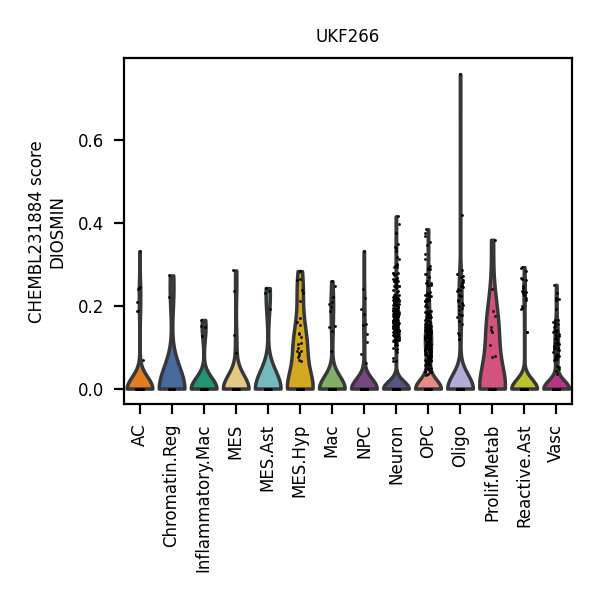 UKF266
CHEMBL231884 score
DIOSMIN
0.6
0.4
0.2
0.0
AC
Chromatin.Reg
Inflammatory.Mac
MES
MES.Ast
MES.Hyp
Mac
NPC
Neuron
OPC
Oligo
Prolif.Metab
Reactive.Ast
Vasc